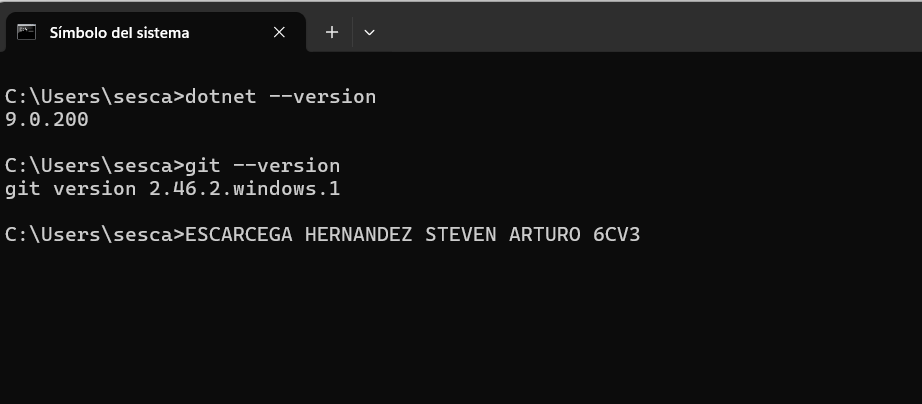 Símbolo del sistema
C:\Users\sesca>dotnet --version
9.0.200
C:\Users\sesca>git --version
git version 2.46.2.windows.1
C:\Users\sesca>ESCARCEGA HERNANDEZ STEVEN ARTURO 6CV3